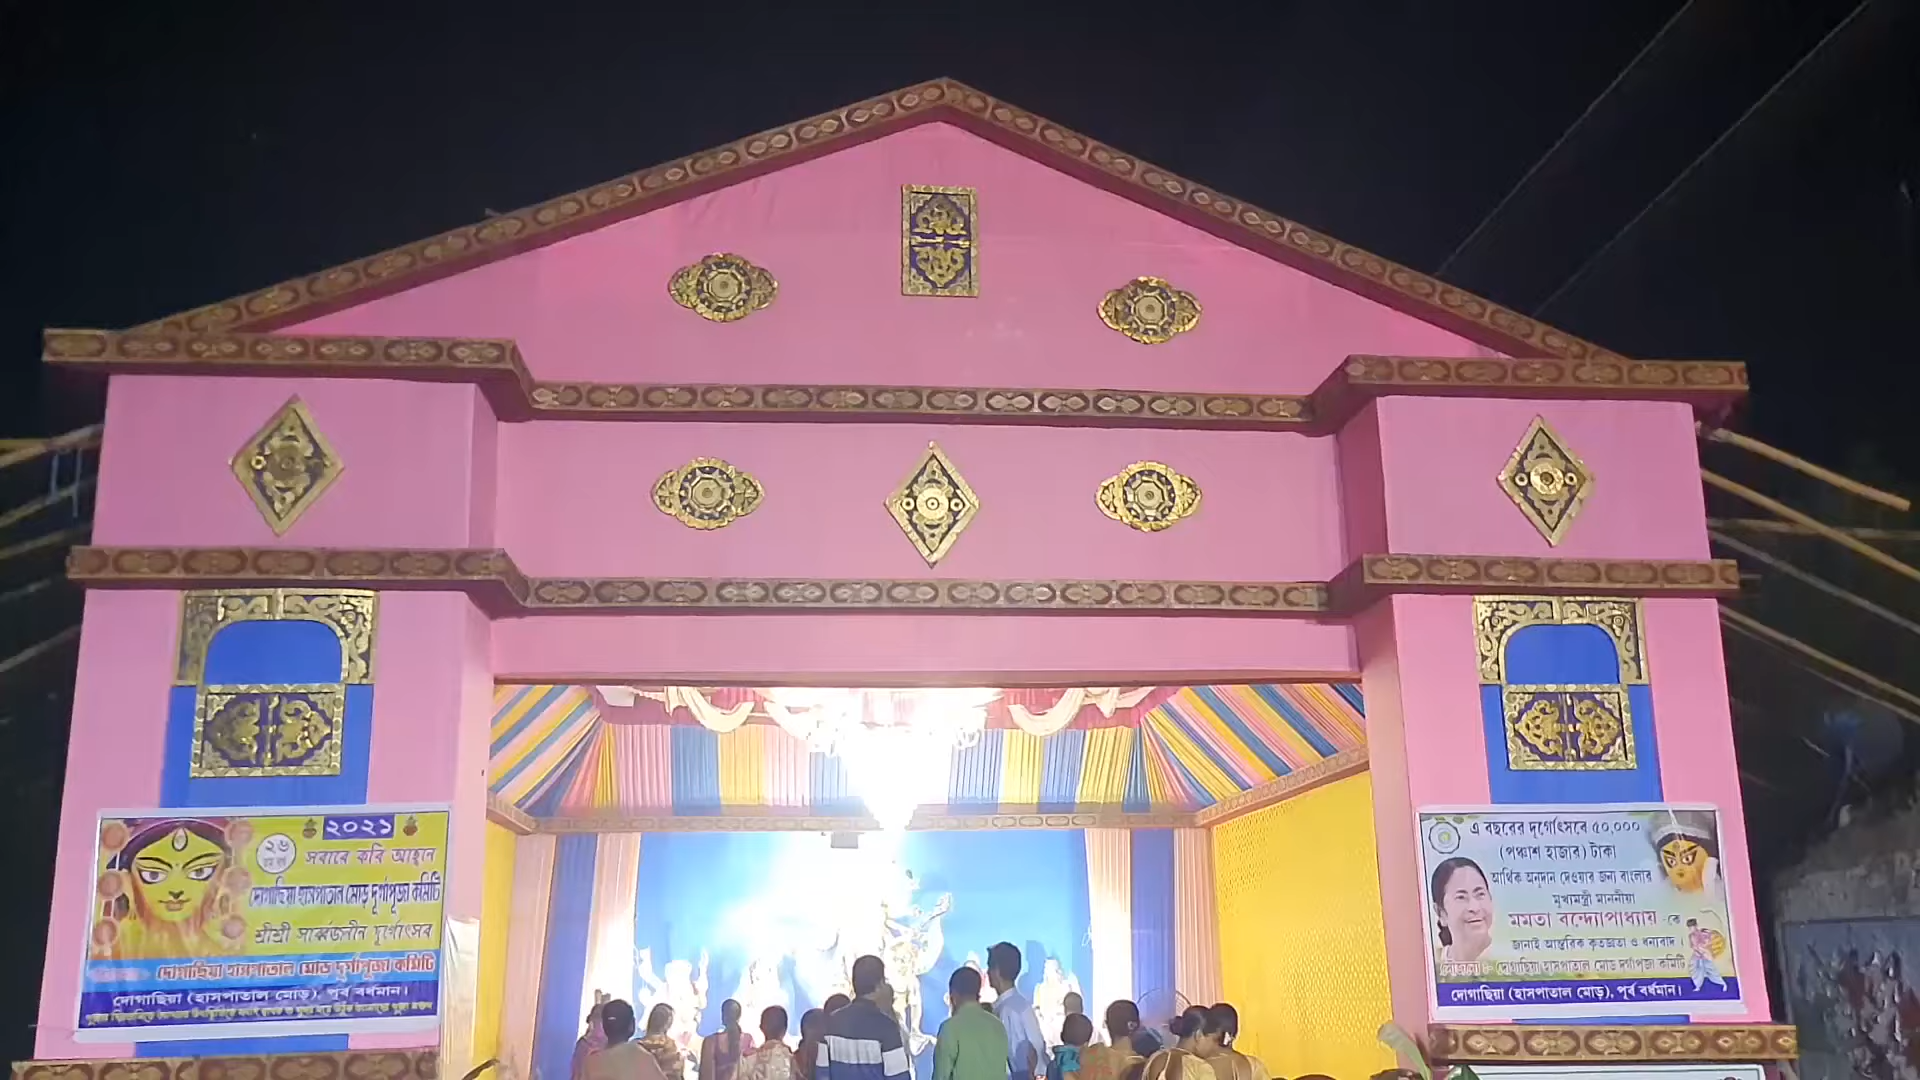 ২০২১
২৬
তম বর্ষ
সবারে করি আহ্বান
দোগাছিয়া হাসপাতাল মোড় দূর্গাপূজা কমিটি
শ্রীশ্রী সার্ব্বজনীন দূর্গোৎসব
দোগাছিয়া হাসপাতাল মোড় দূর্গাপূজা কমিটি
দোগাছিয়া (হাসপাতাল মোড়), পূর্ব বর্ধমান।
এ বছরের দূর্গোৎসবে ৫০,০০০
(পঞ্চাশ হাজার) টাকা
আর্থিক অনুদান দেওয়ার জন্য বাংলার
মুখ্যমন্ত্রী মাননীয়া
মমতা বন্দ্যোপাধ্যায় -কে
জানাই আন্তরিক কৃতজ্ঞতা ও ধন্যবাদ।
দোগাছিয়া হাসপাতাল মোড় দূর্গাপূজা কমিটি
দোগাছিয়া (হাসপাতাল মোড়), পূর্ব বর্ধমান।